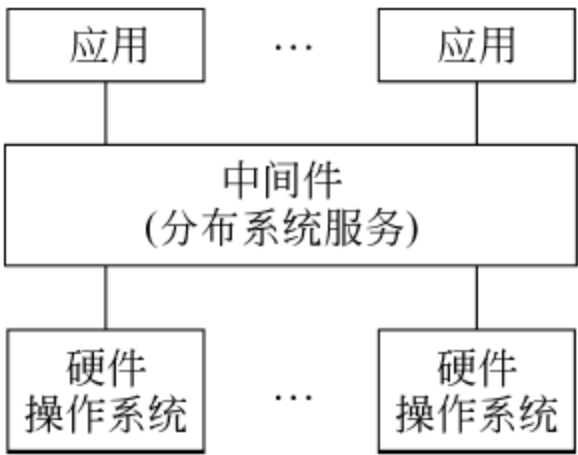 应用 … 应用
中间件
(分布系统服务)
硬件 硬件
操作系统 … 操作系统